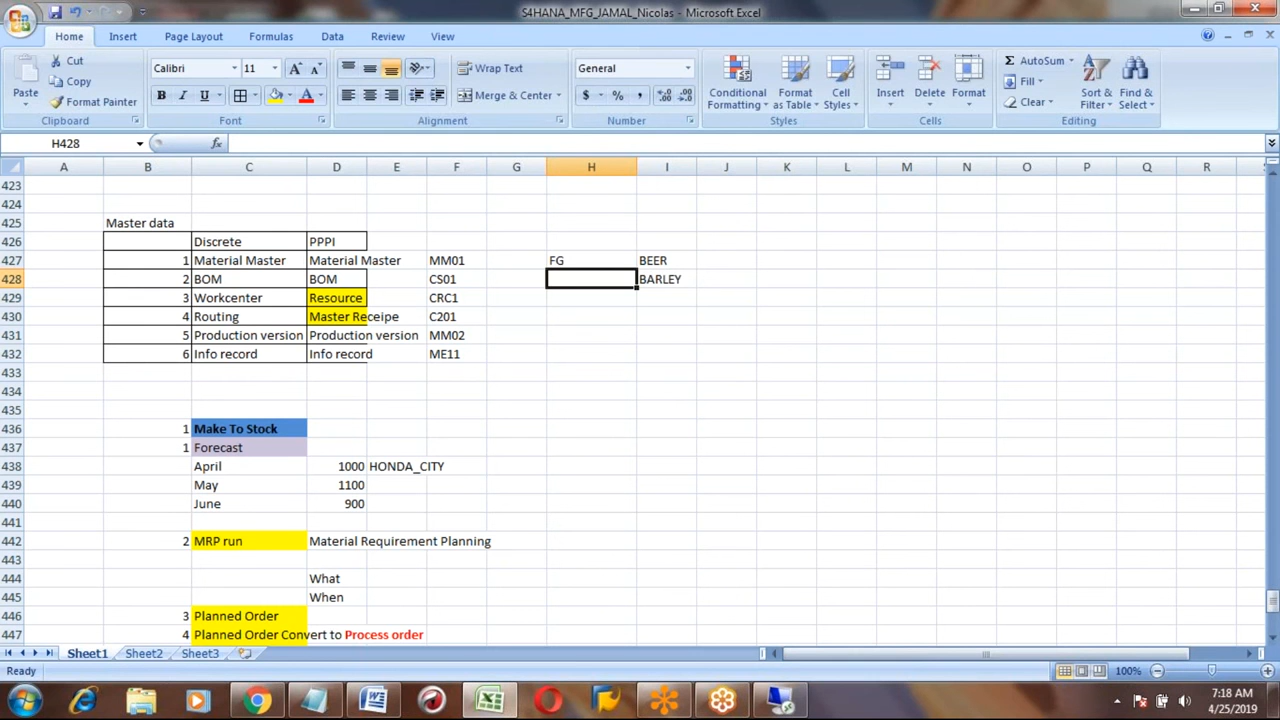 S4HANA_MFG_JAMAL_Nicolas - Microsoft Excel
Home Insert Page Layout Formulas Data Review View
Paste
Cut
Copy
Format Painter
Clipboard
Calibri 11
B I U
Font
Wrap Text
Merge & Center
Alignment
General
$ % ,
Number
Conditional Formatting
Format as Table
Cell Styles
Styles
Insert Delete Format
Cells
AutoSum
Fill
Clear
Sort & Filter
Find & Select
Editing
H428 fx
A B C D E F G H I J K L M N O P Q R
423
424
425 Master data
426 Discrete PPPI
427 1 Material Master Material Master MM01 FG BEER
428 2 BOM BOM CS01 BARLEY
429 3 Workcenter Resource CRC1
430 4 Routing Master Receipe C201
431 5 Production version Production version MM02
432 6 Info record Info record ME11
433
434
435
436 1 Make To Stock
437 1 Forecast
438 April 1000 HONDA_CITY
439 May 1100
440 June 900
441
442 2 MRP run Material Requirement Planning
443
444 What
445 When
446 3 Planned Order
447 4 Planned Order Convert to Process order
Sheet1 Sheet2 Sheet3
Ready 100%
7:18 AM
4/25/2019